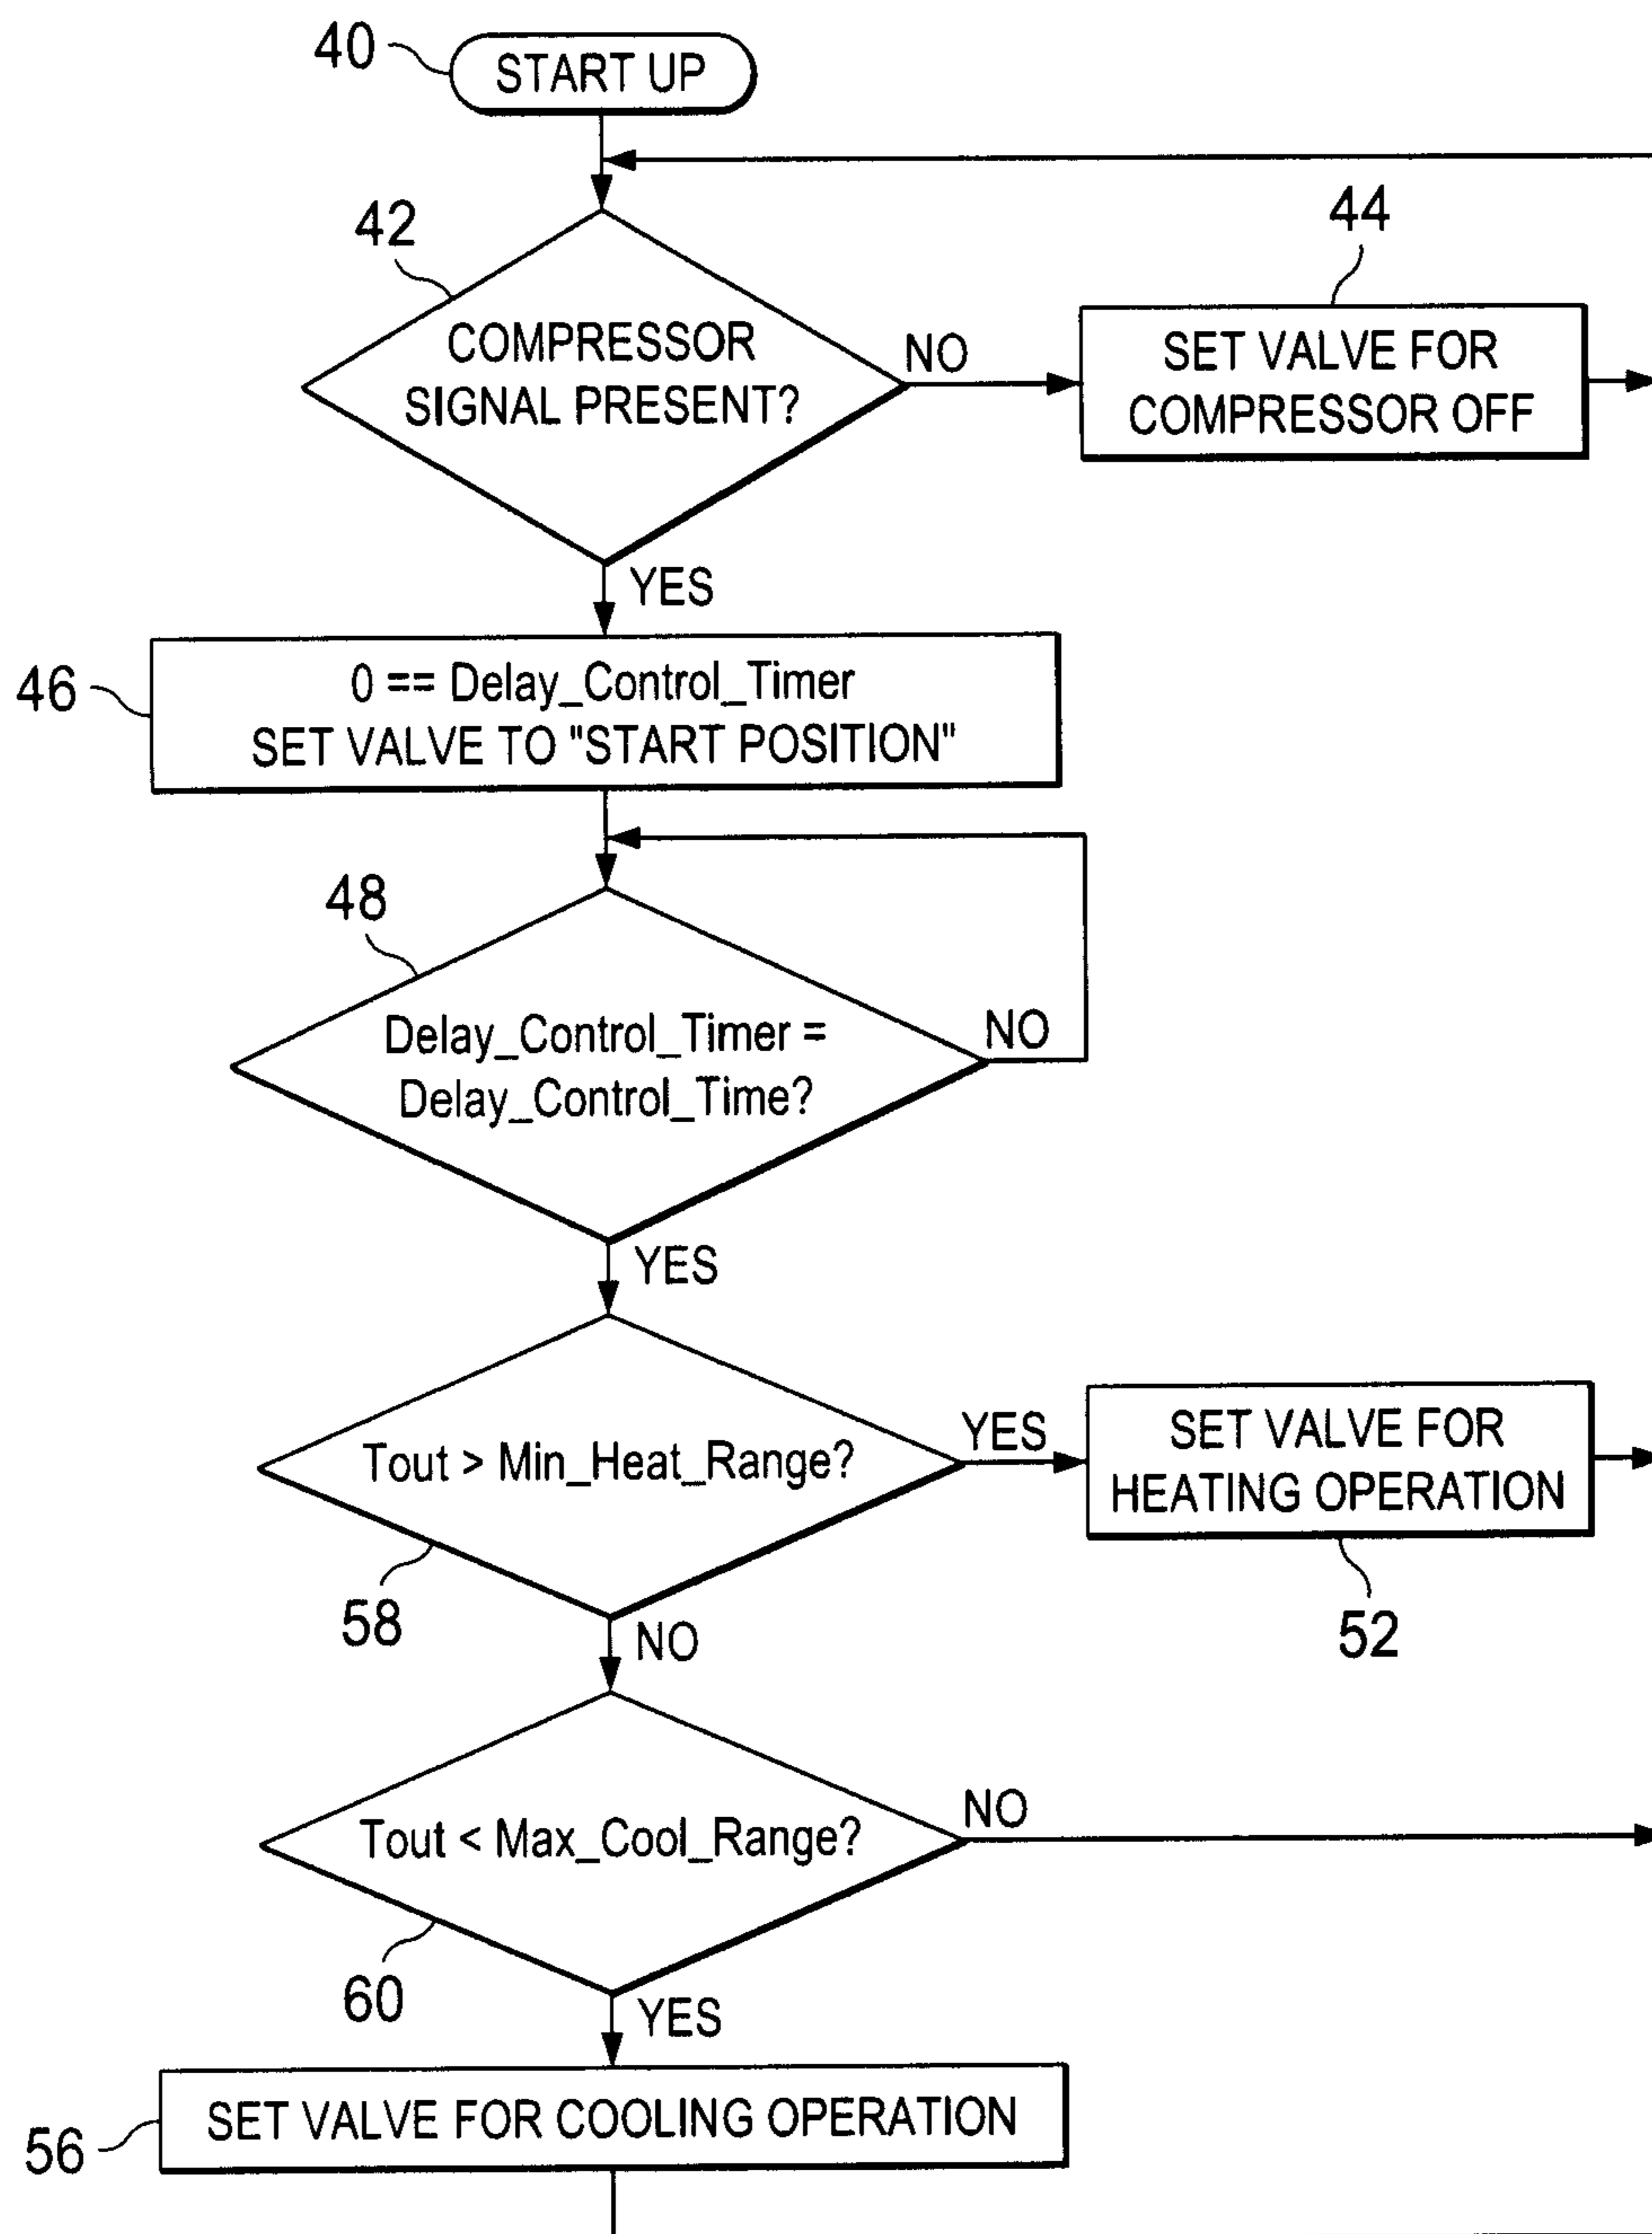 40
START UP
42
44
COMPRESSOR
SIGNAL PRESENT?
NO
SET VALVE FOR
COMPRESSOR OFF
YES
46
0 == Delay_Control_Timer
SET VALVE TO "START POSITION"
48
Delay_Control_Timer =
Delay_Control_Time?
NO
YES
Tout > Min_Heat_Range?
YES
SET VALVE FOR
HEATING OPERATION
58
52
NO
Tout < Max_Cool_Range?
NO
60
YES
SET VALVE FOR COOLING OPERATION
56